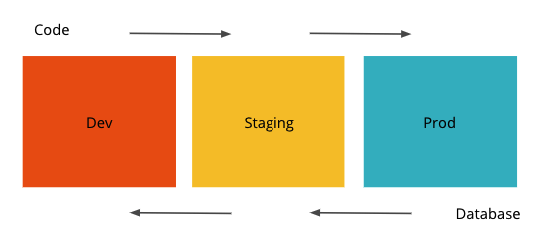 Code
Dev
Staging
Prod
Database